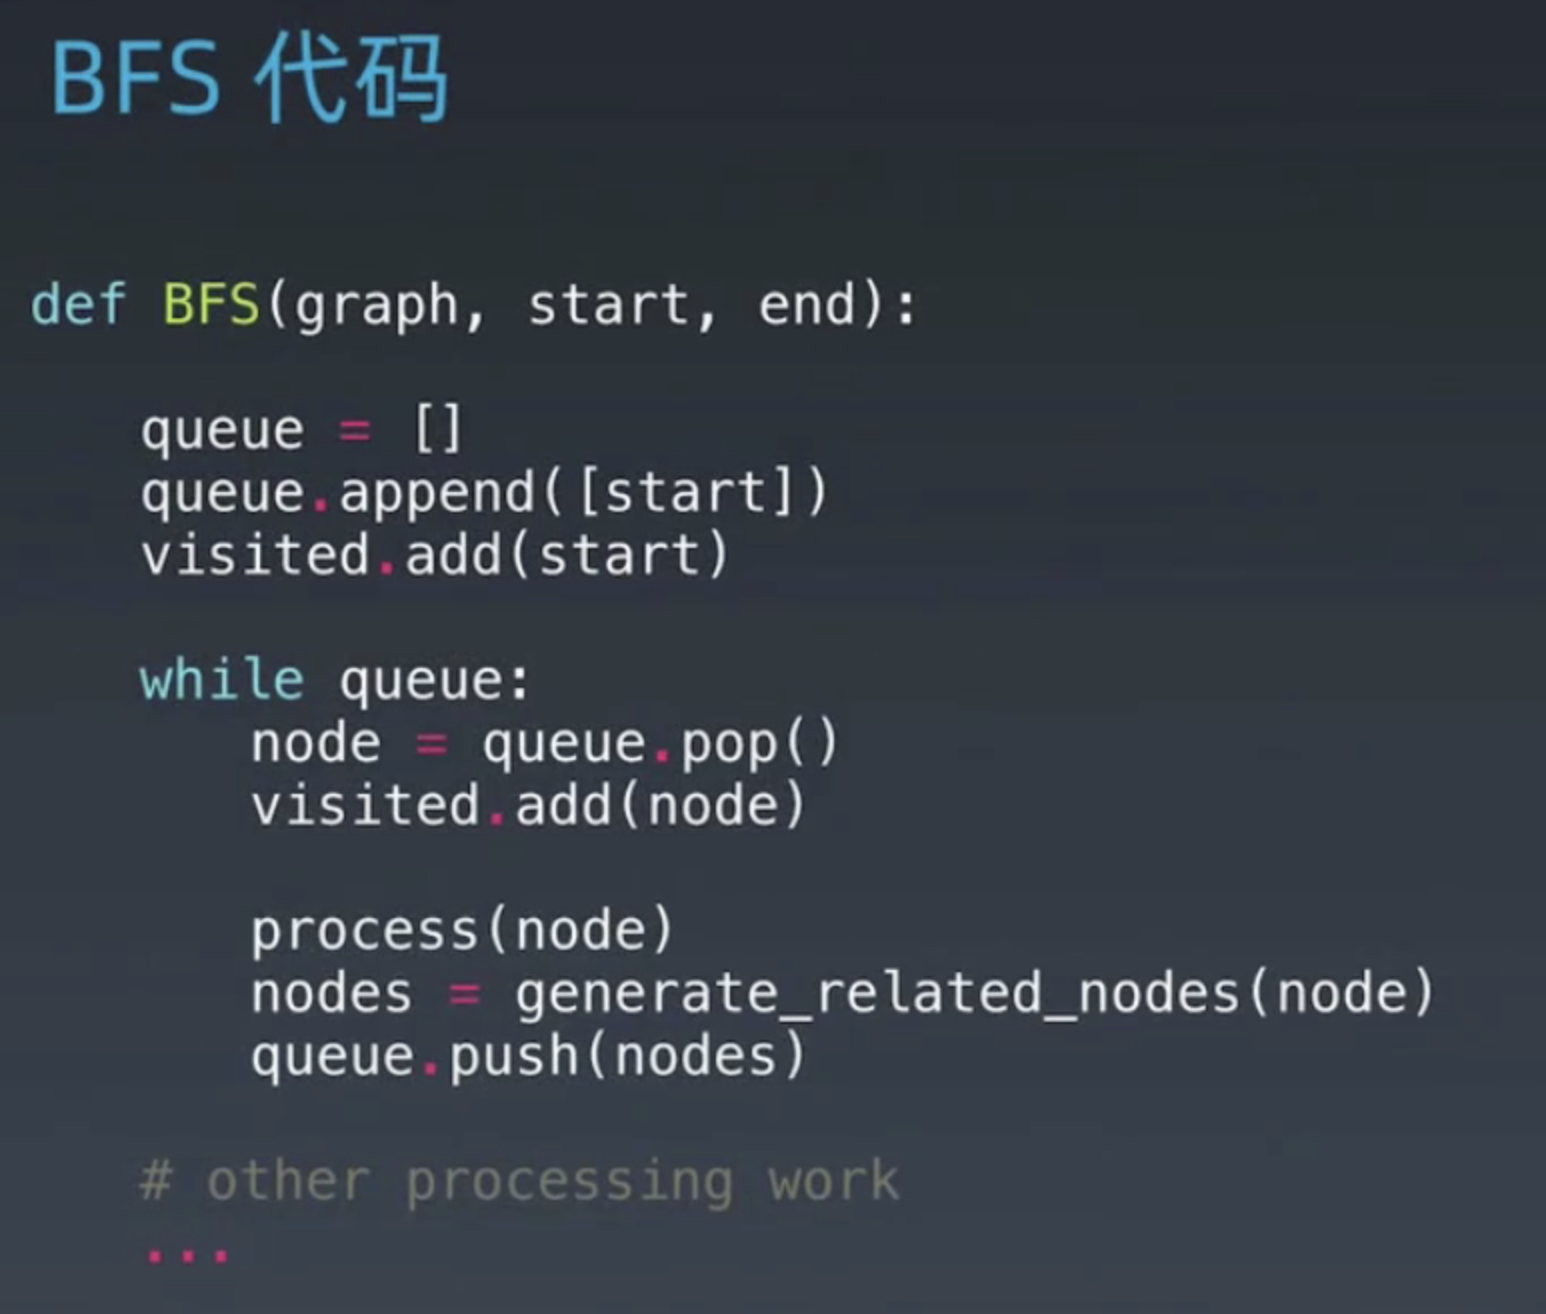 BFS 代码
def BFS(graph, start, end):
queue = []
queue.append([start])
visited.add(start)
while queue:
node = queue.pop()
visited.add(node)
process(node)
nodes = generate_related_nodes(node)
queue.push(nodes)
# other processing work
...